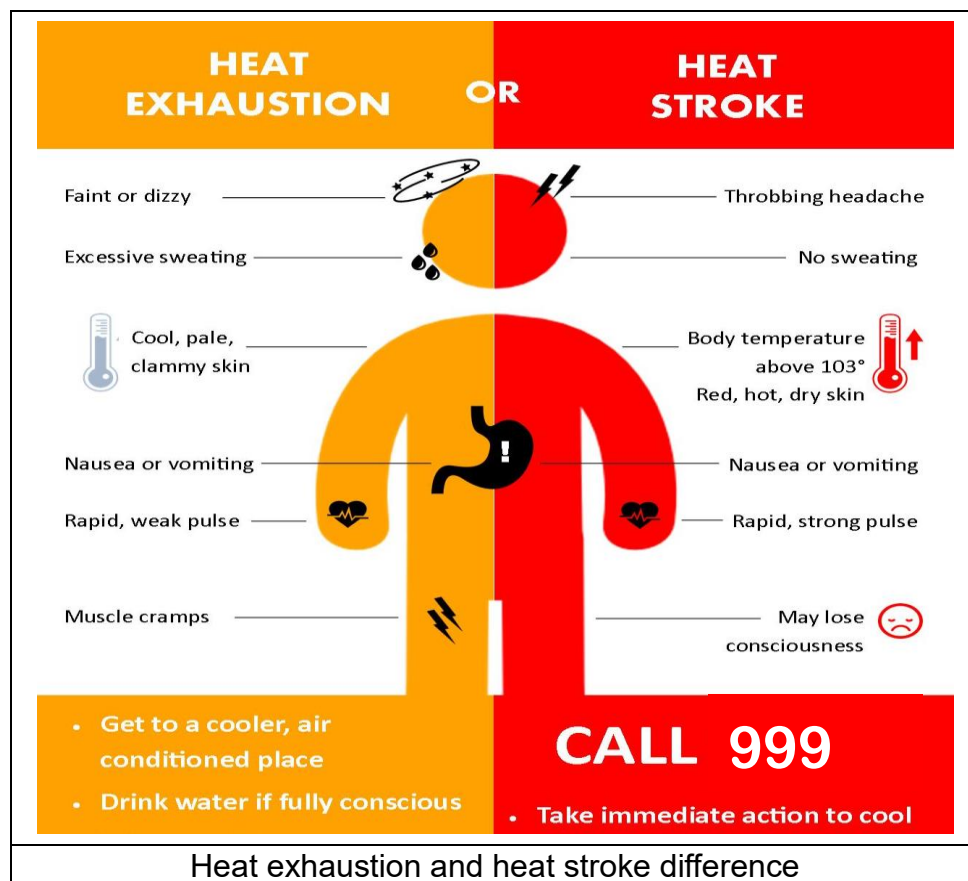 HEAT
EXHAUSTION
OR
HEAT
STROKE
Faint or dizzy
Throbbing headache
Excessive sweating
No sweating
Cool, pale,
clammy skin
Body temperature
above 103°
Red, hot, dry skin
!
Nausea or vomiting
Nausea or vomiting
Rapid, weak pulse
Rapid, strong pulse
Muscle cramps
May lose
consciousness
• Get to a cooler, air
conditioned place
• Drink water if fully conscious
CALL 999
• Take immediate action to cool
Heat exhaustion and heat stroke difference